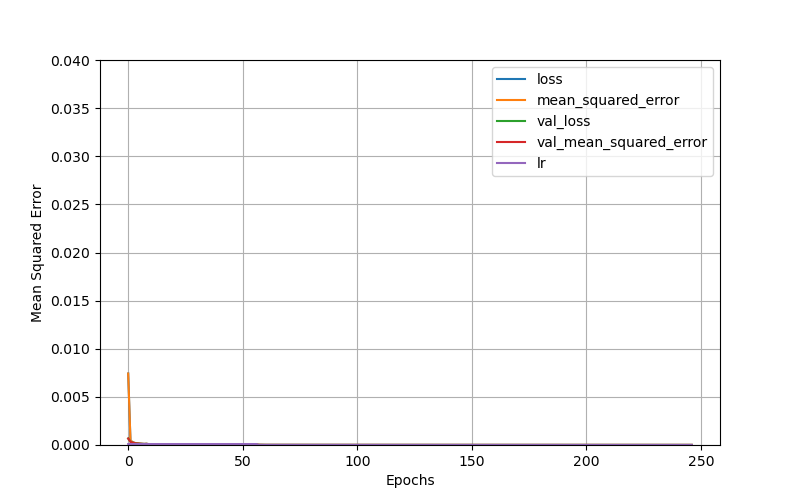 0.040
0.035
0.030
0.025
0.020
0.015
0.010
0.005
0.000
Mean Squared Error
loss
mean_squared_error
val_loss
val_mean_squared_error
lr
0
50
100
150
200
250
Epochs